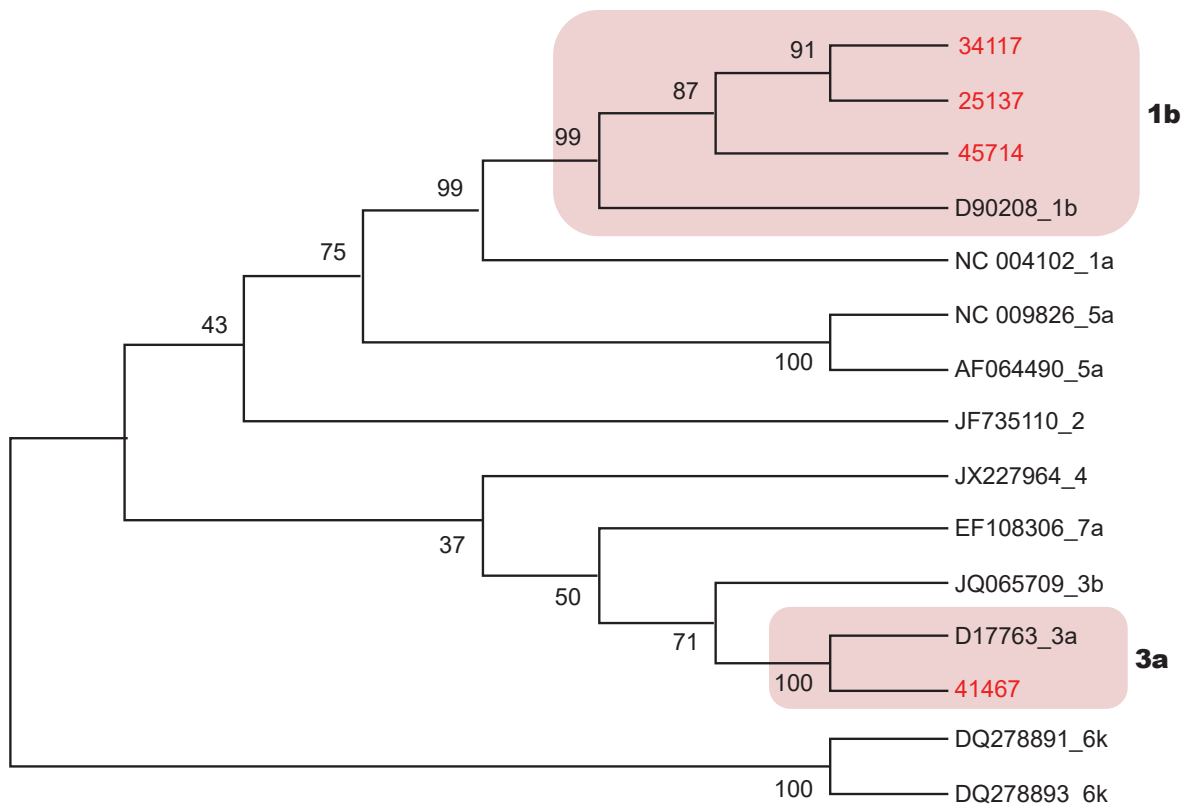 34117
91
25137
87
1b
99
45714
99
D90208_1b
75
NC 004102_1a
NC 009826_5a
43
100
AF064490_5a
JF735110_2
JX227964_4
37
EF108306_7a
50
JQ065709_3b
71
D17763_3a
3a
100
41467
DQ278891_6k
100
DQ278893_6k